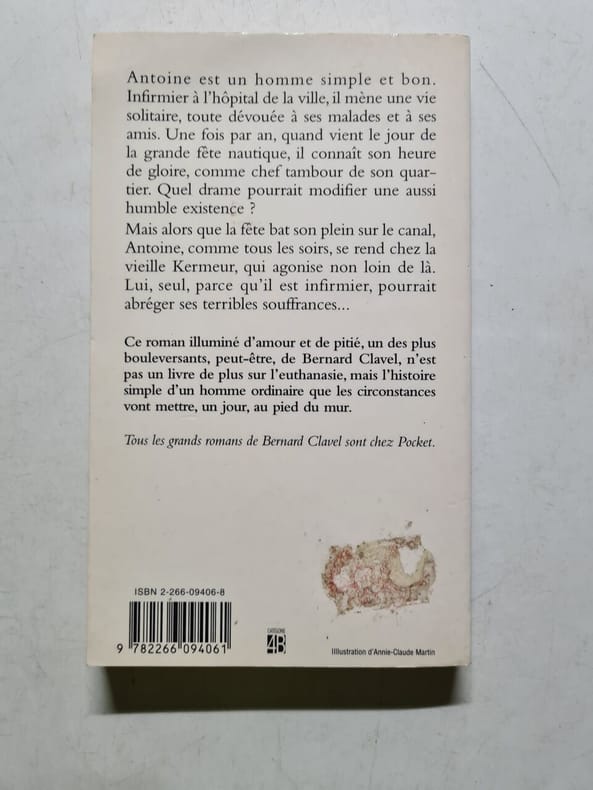 Antoine est un homme simple et bon.
Infirmier à l'hôpital de la ville, il mène une vie
solitaire, toute dévouée à ses malades et à ses
amis. Une fois par an, quand vient le jour de
la grande fête nautique, il connaît son heure
de gloire, comme chef tambour de son quar-
tier. Quel drame pourrait modifier une aussi
humble existence ?
Mais alors que la fête bat son plein sur le canal,
Antoine, comme tous les soirs, se rend chez la
vieille Kermeur, qui agonise non loin de là.
Lui, seul, parce qu'il est infirmier, pourrait
abréger ses terribles souffrances...
Ce roman illuminé d'amour et de pitié, un des plus
bouleversants, peut-être, de Bernard Clavel, n'est
pas un livre de plus sur l'euthanasie, mais l'histoire
simple d'un homme ordinaire que les circonstances
vont mettre, un jour, au pied du mur.
Tous les grands romans de Bernard Clavel sont chez Pocket.
ISBN 2-266-09406-8
9 782266 094061
CATÉGORIE
4B
Illlustration d'Annie-Claude Martin